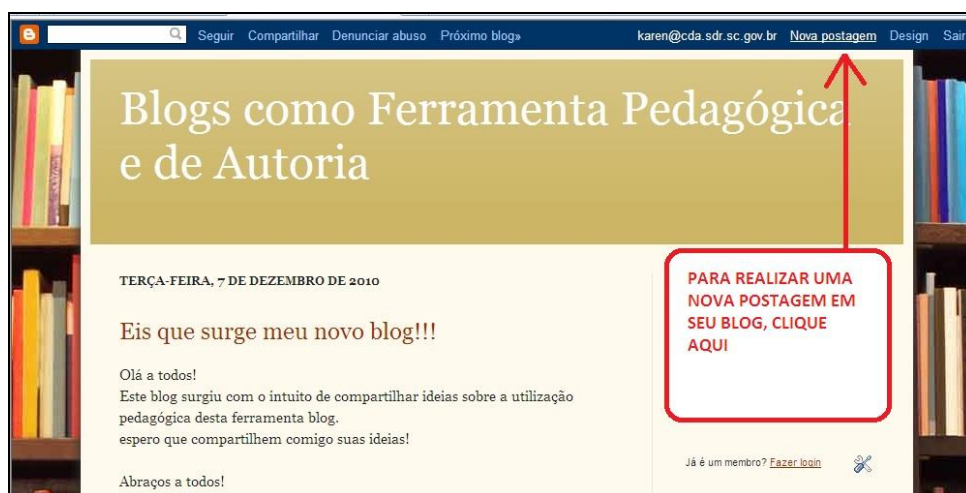 Seguir Compartilhar Denunciar abuso Próximo blog» karen@cda.sdr.sc.gov.br Nova postagem Design Sair
Blogs como Ferramenta Pedagógica
e de Autoria
TERÇA-FEIRA, 7 DE DEZEMBRO DE 2010
Eis que surge meu novo blog!!!
Olá a todos!
Este blog surgiu com o intuito de compartilhar ideias sobre a utilização
pedagógica desta ferramenta blog.
espero que compartilhem comigo suas ideias!
Abraços a todos!
PARA REALIZAR UMA
NOVA POSTAGEM EM
SEU BLOG, CLIQUE
AQUI
Já é um membro? Fazer login